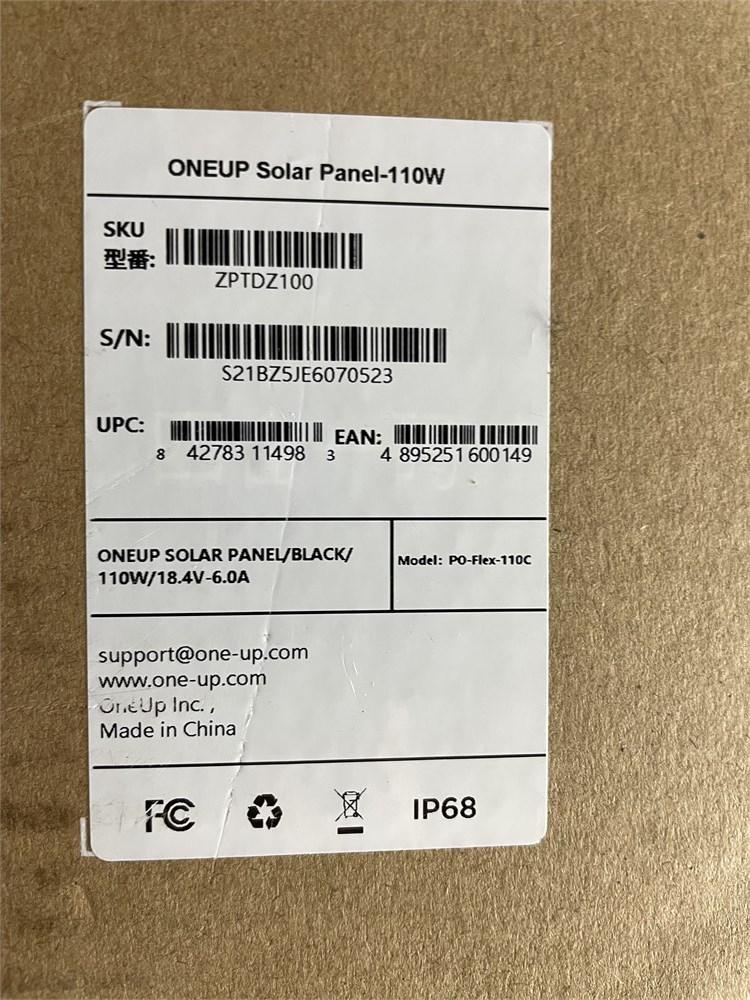 ONEUP Solar Panel-110W
SKU
型番:
ZPTDZ100
S/N:
S21BZ5JE6070523
UPC:
8 42783 11498 3
EAN:
4 895251 600149
ONEUP SOLAR PANEL/BLACK/
110W/18.4V-6.0A
Model: PO-Flex-110C
support@one-up.com
www.one-up.com
OneUp Inc. ,
Made in China
FC IP68